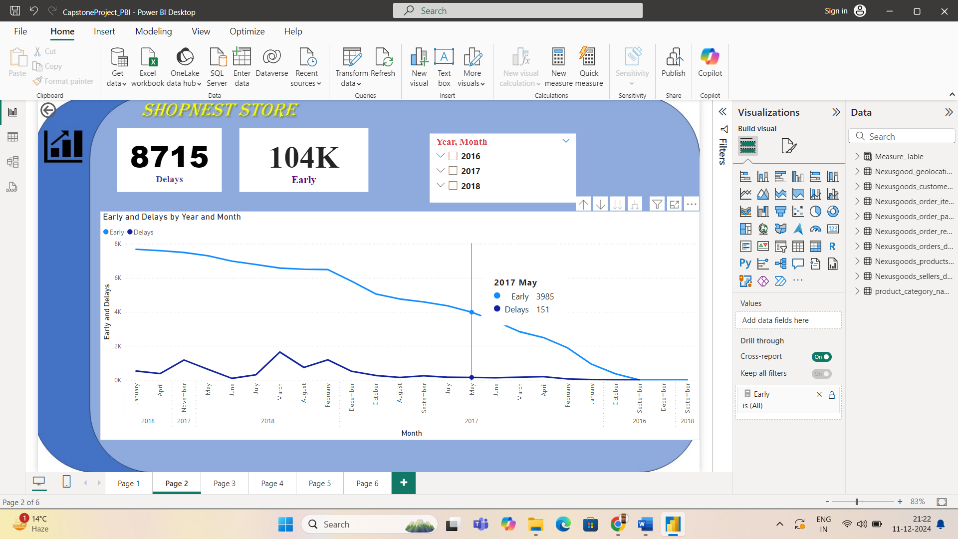 CapstoneProject_PBI - Power BI Desktop
Search
Sign in
File
Home
Insert
Modeling
View
Optimize
Help
Paste
Cut
Copy
Format painter
Get data
Excel workbook
OneLake data hub
SQL Server
Enter data
Dataverse
Recent sources
Transform data
Refresh
New visual
Text box
More visuals
New visual calculation
New measure
Quick measure
Sensitivity
Publish
Copilot
Clipboard
Data
Queries
Insert
Calculations
Sensitivity
Share
Copilot
SHOPNEST STORE
8715
Delays
104K
Early
Year, Month
2016
2017
2018
Early and Delays by Year and Month
Early Delays
8K
6K
4K
2K
0K
Early and Delays
2017 May
Early 3985
Delays 151
April
November
May
June
July
March
August
February
December
October
August
September
July
May
June
March
April
February
January
October
September
December
September
2018
2017
2018
2017
2016
2018
Month
Filters
Visualizations
Build visual
Values
Add data fields here
Drill through
Cross-report
On
Keep all filters
On
Early
is (All)
Data
Search
Measure_Table
Nexusgood_geolocati...
Nexusgoods_custome...
Nexusgoods_order_ite...
Nexusgoods_order_pa...
Nexusgoods_order_re...
Nexusgoods_orders_d...
Nexusgoods_products...
Nexusgoods_sellers_d...
product_category_na...
Page 1
Page 2
Page 3
Page 4
Page 5
Page 6
Page 2 of 6
83%
1
14°C
Haze
Search
ENG
IN
21:22
11-12-2024